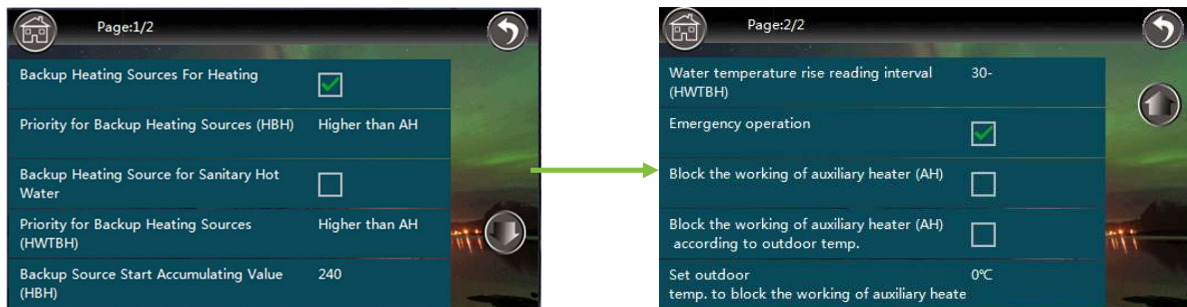 Page:1/2
Backup Heating Sources For Heating
Priority for Backup Heating Sources (HBH) Higher than AH
Backup Heating Source for Sanitary Hot
Water
Priority for Backup Heating Sources Higher than AH
(HWTBH)
Backup Source Start Accumulating Value 240
(HBH)
Page:2/2
Water temperature rise reading interval 30-
(HWTBH)
Emergency operation
Block the working of auxiliary heater (AH)
Block the working of auxiliary heater (AH)
according to outdoor temp.
Set outdoor 0℃
temp. to block the working of auxiliary heate